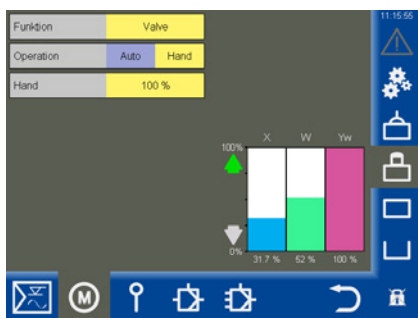 11:15:55
Funktion Valve
Operation Auto Hand
Hand 100 %
X W Yw
100%
0%
31.7 % 52 % 100 %
M